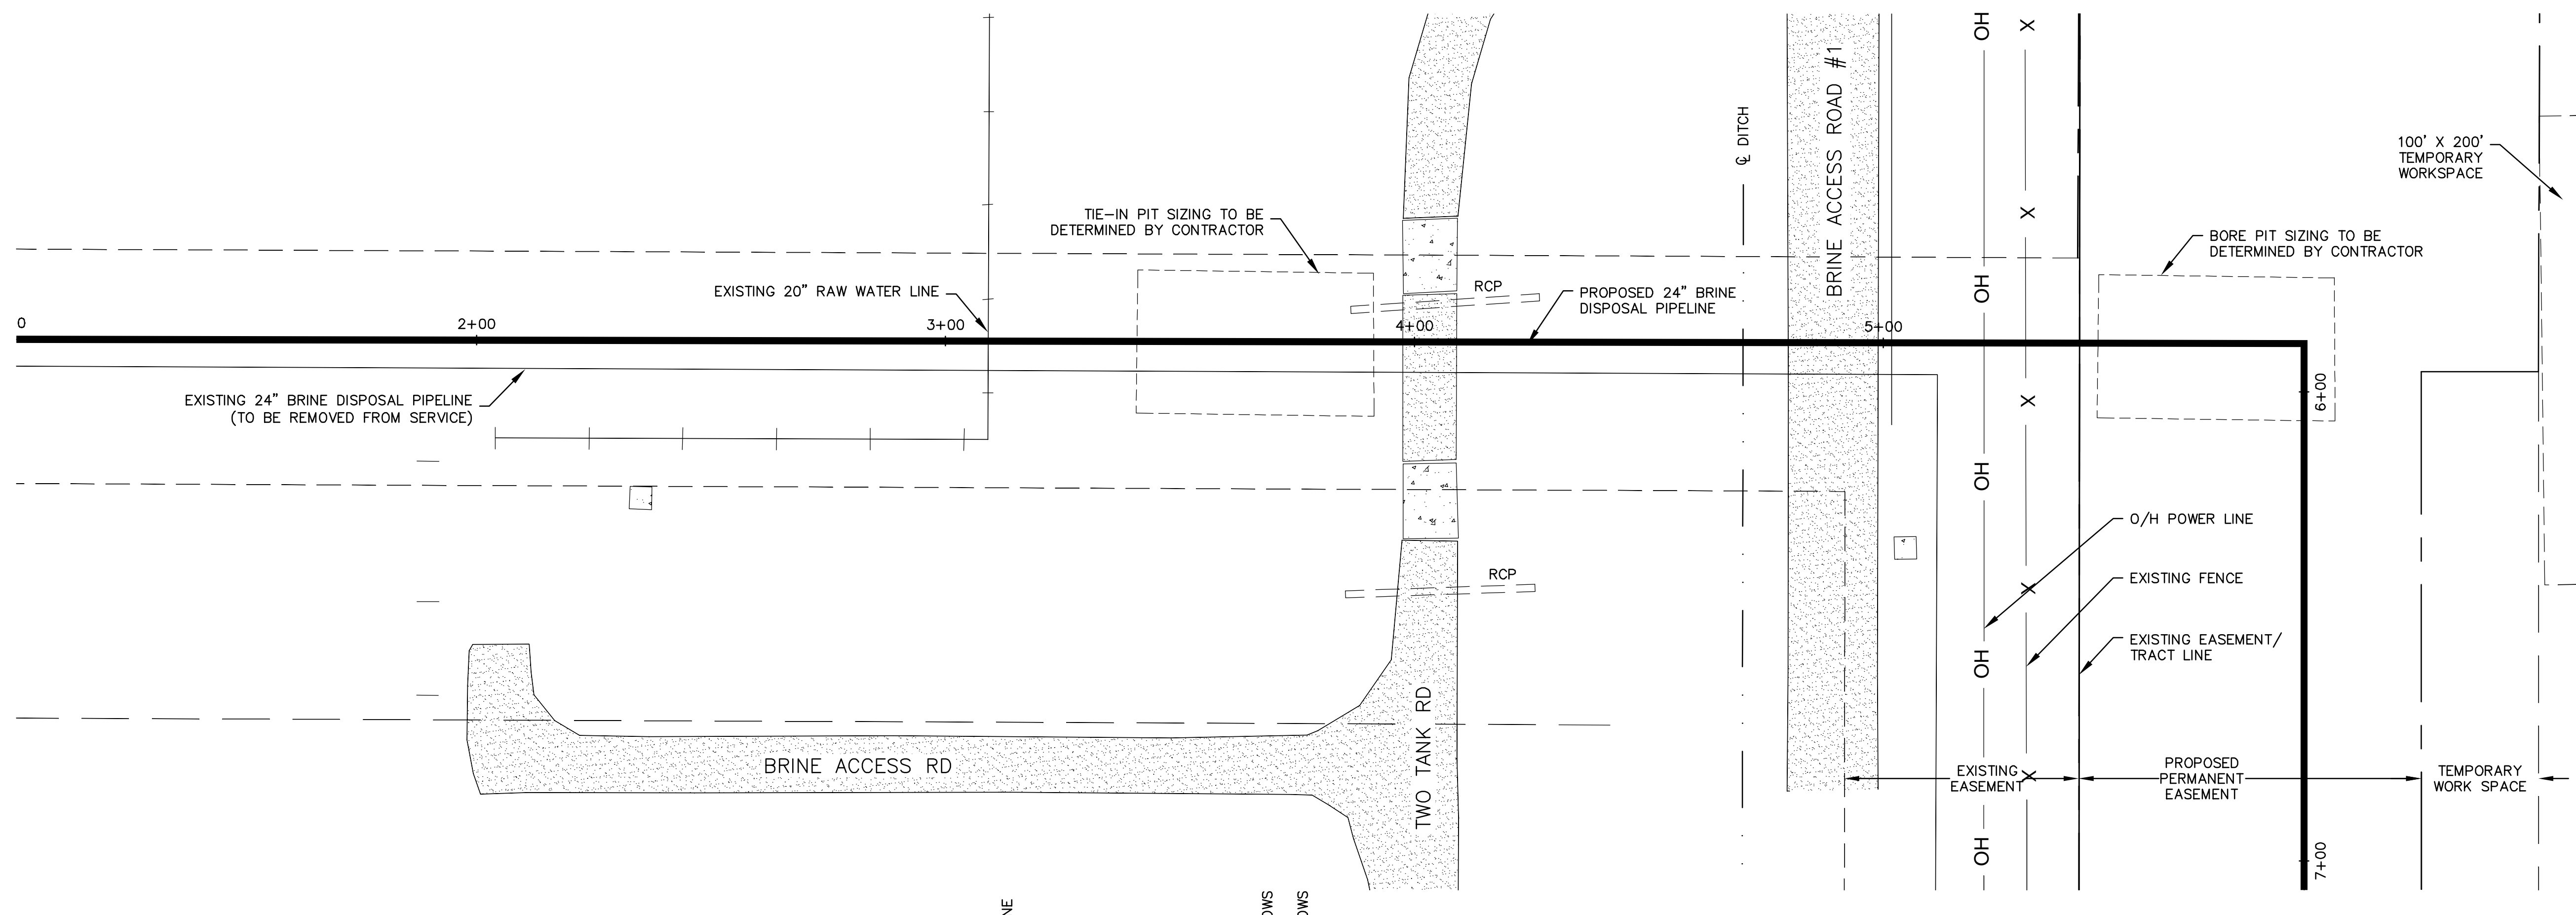 OH
X
BRINE ACCESS ROAD #1
℄ DITCH
100' X 200'
TEMPORARY
WORKSPACE
X
TIE-IN PIT SIZING TO BE
DETERMINED BY CONTRACTOR
BORE PIT SIZING TO BE
DETERMINED BY CONTRACTOR
EXISTING 20" RAW WATER LINE
RCP
PROPOSED 24" BRINE
DISPOSAL PIPELINE
OH
0
2+00
3+00
4+00
5+00
6+00
EXISTING 24" BRINE DISPOSAL PIPELINE
(TO BE REMOVED FROM SERVICE)
X
OH
O/H POWER LINE
RCP
X
EXISTING FENCE
OH
EXISTING EASEMENT/
TRACT LINE
BRINE ACCESS RD
TWO TANK RD
EXISTING
EASEMENT
X
PROPOSED
PERMANENT
EASEMENT
TEMPORARY
WORK SPACE
OH
7+00
NE
OWS
OWS